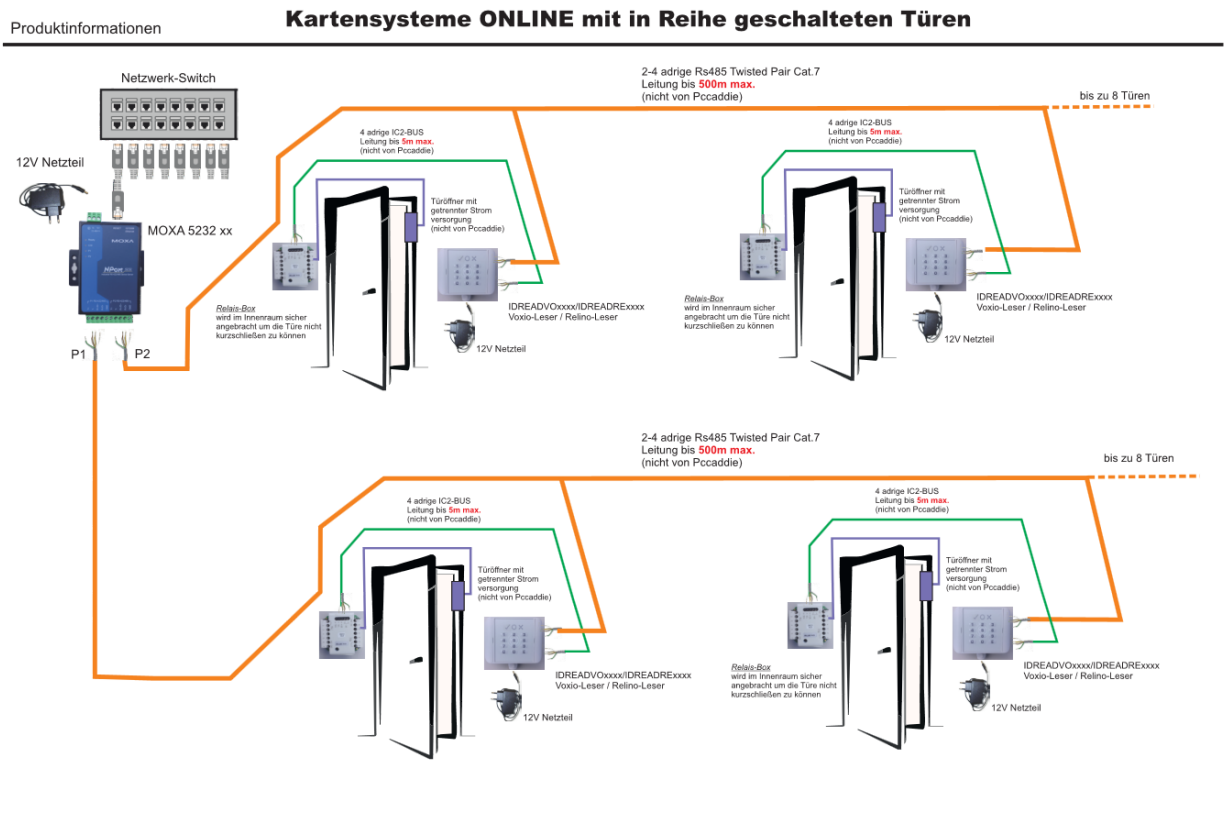 Produktinformationen
Kartensysteme ONLINE mit in Reihe geschalteten Türen
Netzwerk-Switch
12V Netzteil
MOXA 5232 xx
MOXA
P1
P2
2-4 adrige Rs485 Twisted Pair Cat.7
Leitung bis 500m max.
(nicht von Pccaddie)
bis zu 8 Türen
4 adrige IC2-BUS
Leitung bis 5m max.
(nicht von Pccaddie)
Türöffner mit
getrennter Strom
versorgung
(nicht von Pccaddie)
Relais-Box
wird im Innenraum sicher
angebracht um die Türe nicht
kurzschließen zu können
IDREADVOxxxx/IDREADRExxxx
Voxio-Leser / Relino-Leser
12V Netzteil
4 adrige IC2-BUS
Leitung bis 5m max.
(nicht von Pccaddie)
Türöffner mit
getrennter Strom
versorgung
(nicht von Pccaddie)
Relais-Box
wird im Innenraum sicher
angebracht um die Türe nicht
kurzschließen zu können
IDREADVOxxxx/IDREADRExxxx
Voxio-Leser / Relino-Leser
12V Netzteil
2-4 adrige Rs485 Twisted Pair Cat.7
Leitung bis 500m max.
(nicht von Pccaddie)
bis zu 8 Türen
4 adrige IC2-BUS
Leitung bis 5m max.
(nicht von Pccaddie)
Türöffner mit
getrennter Strom
versorgung
(nicht von Pccaddie)
IDREADVOxxxx/IDREADRExxxx
Voxio-Leser / Relino-Leser
12V Netzteil
4 adrige IC2-BUS
Leitung bis 5m max.
(nicht von Pccaddie)
Türöffner mit
getrennter Strom
versorgung
(nicht von Pccaddie)
Relais-Box
wird im Innenraum sicher
angebracht um die Türe nicht
kurzschließen zu können
IDREADVOxxxx/IDREADRExxxx
Voxio-Leser / Relino-Leser
12V Netzteil